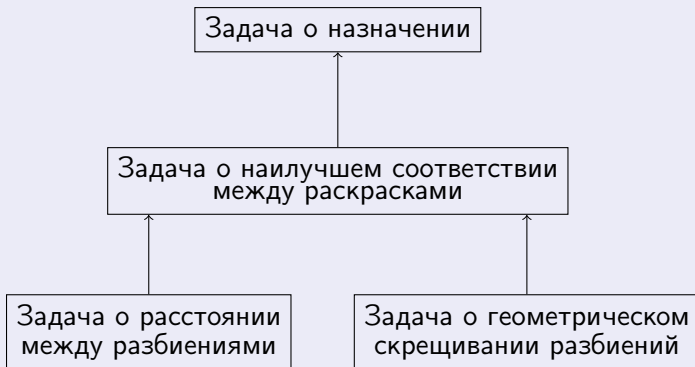 Задача о назначении
Задача о наилучшем соответствии
между раскрасками
Задача о расстоянии
между разбиениями
Задача о геометрическом
скрещивании разбиений